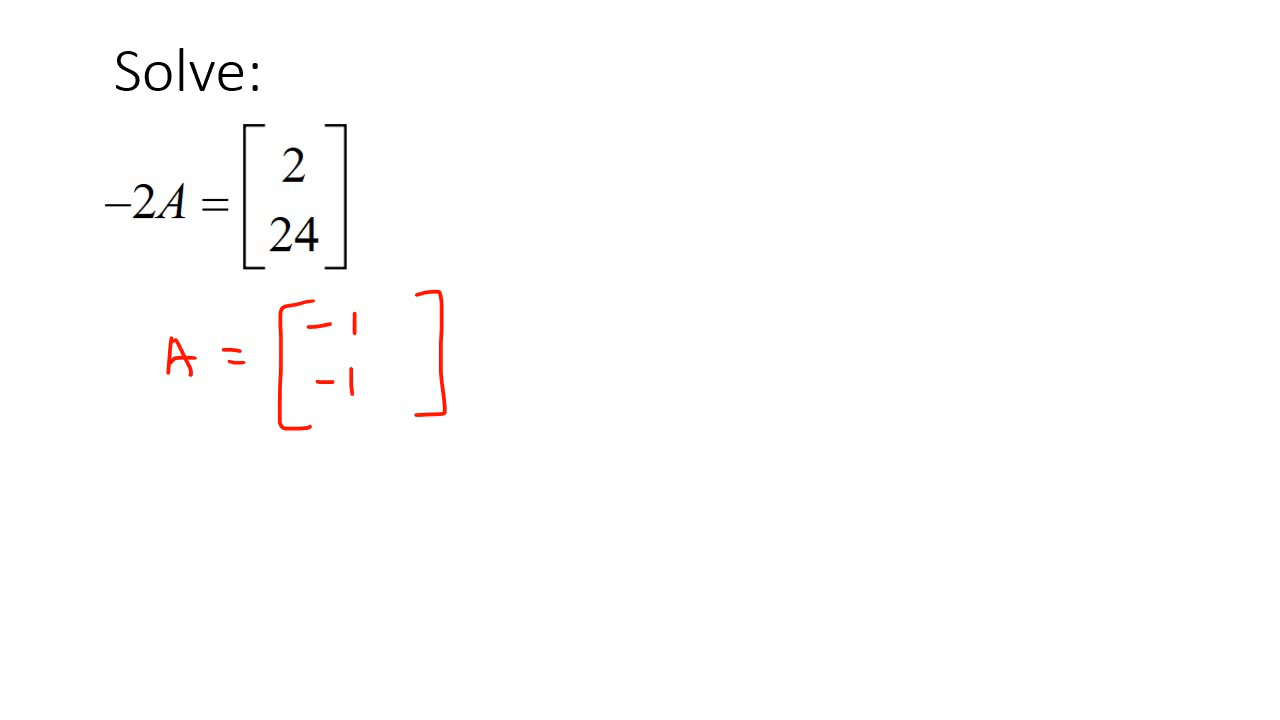 Solve:
−2A = [2
24]
A = [-1
-1]